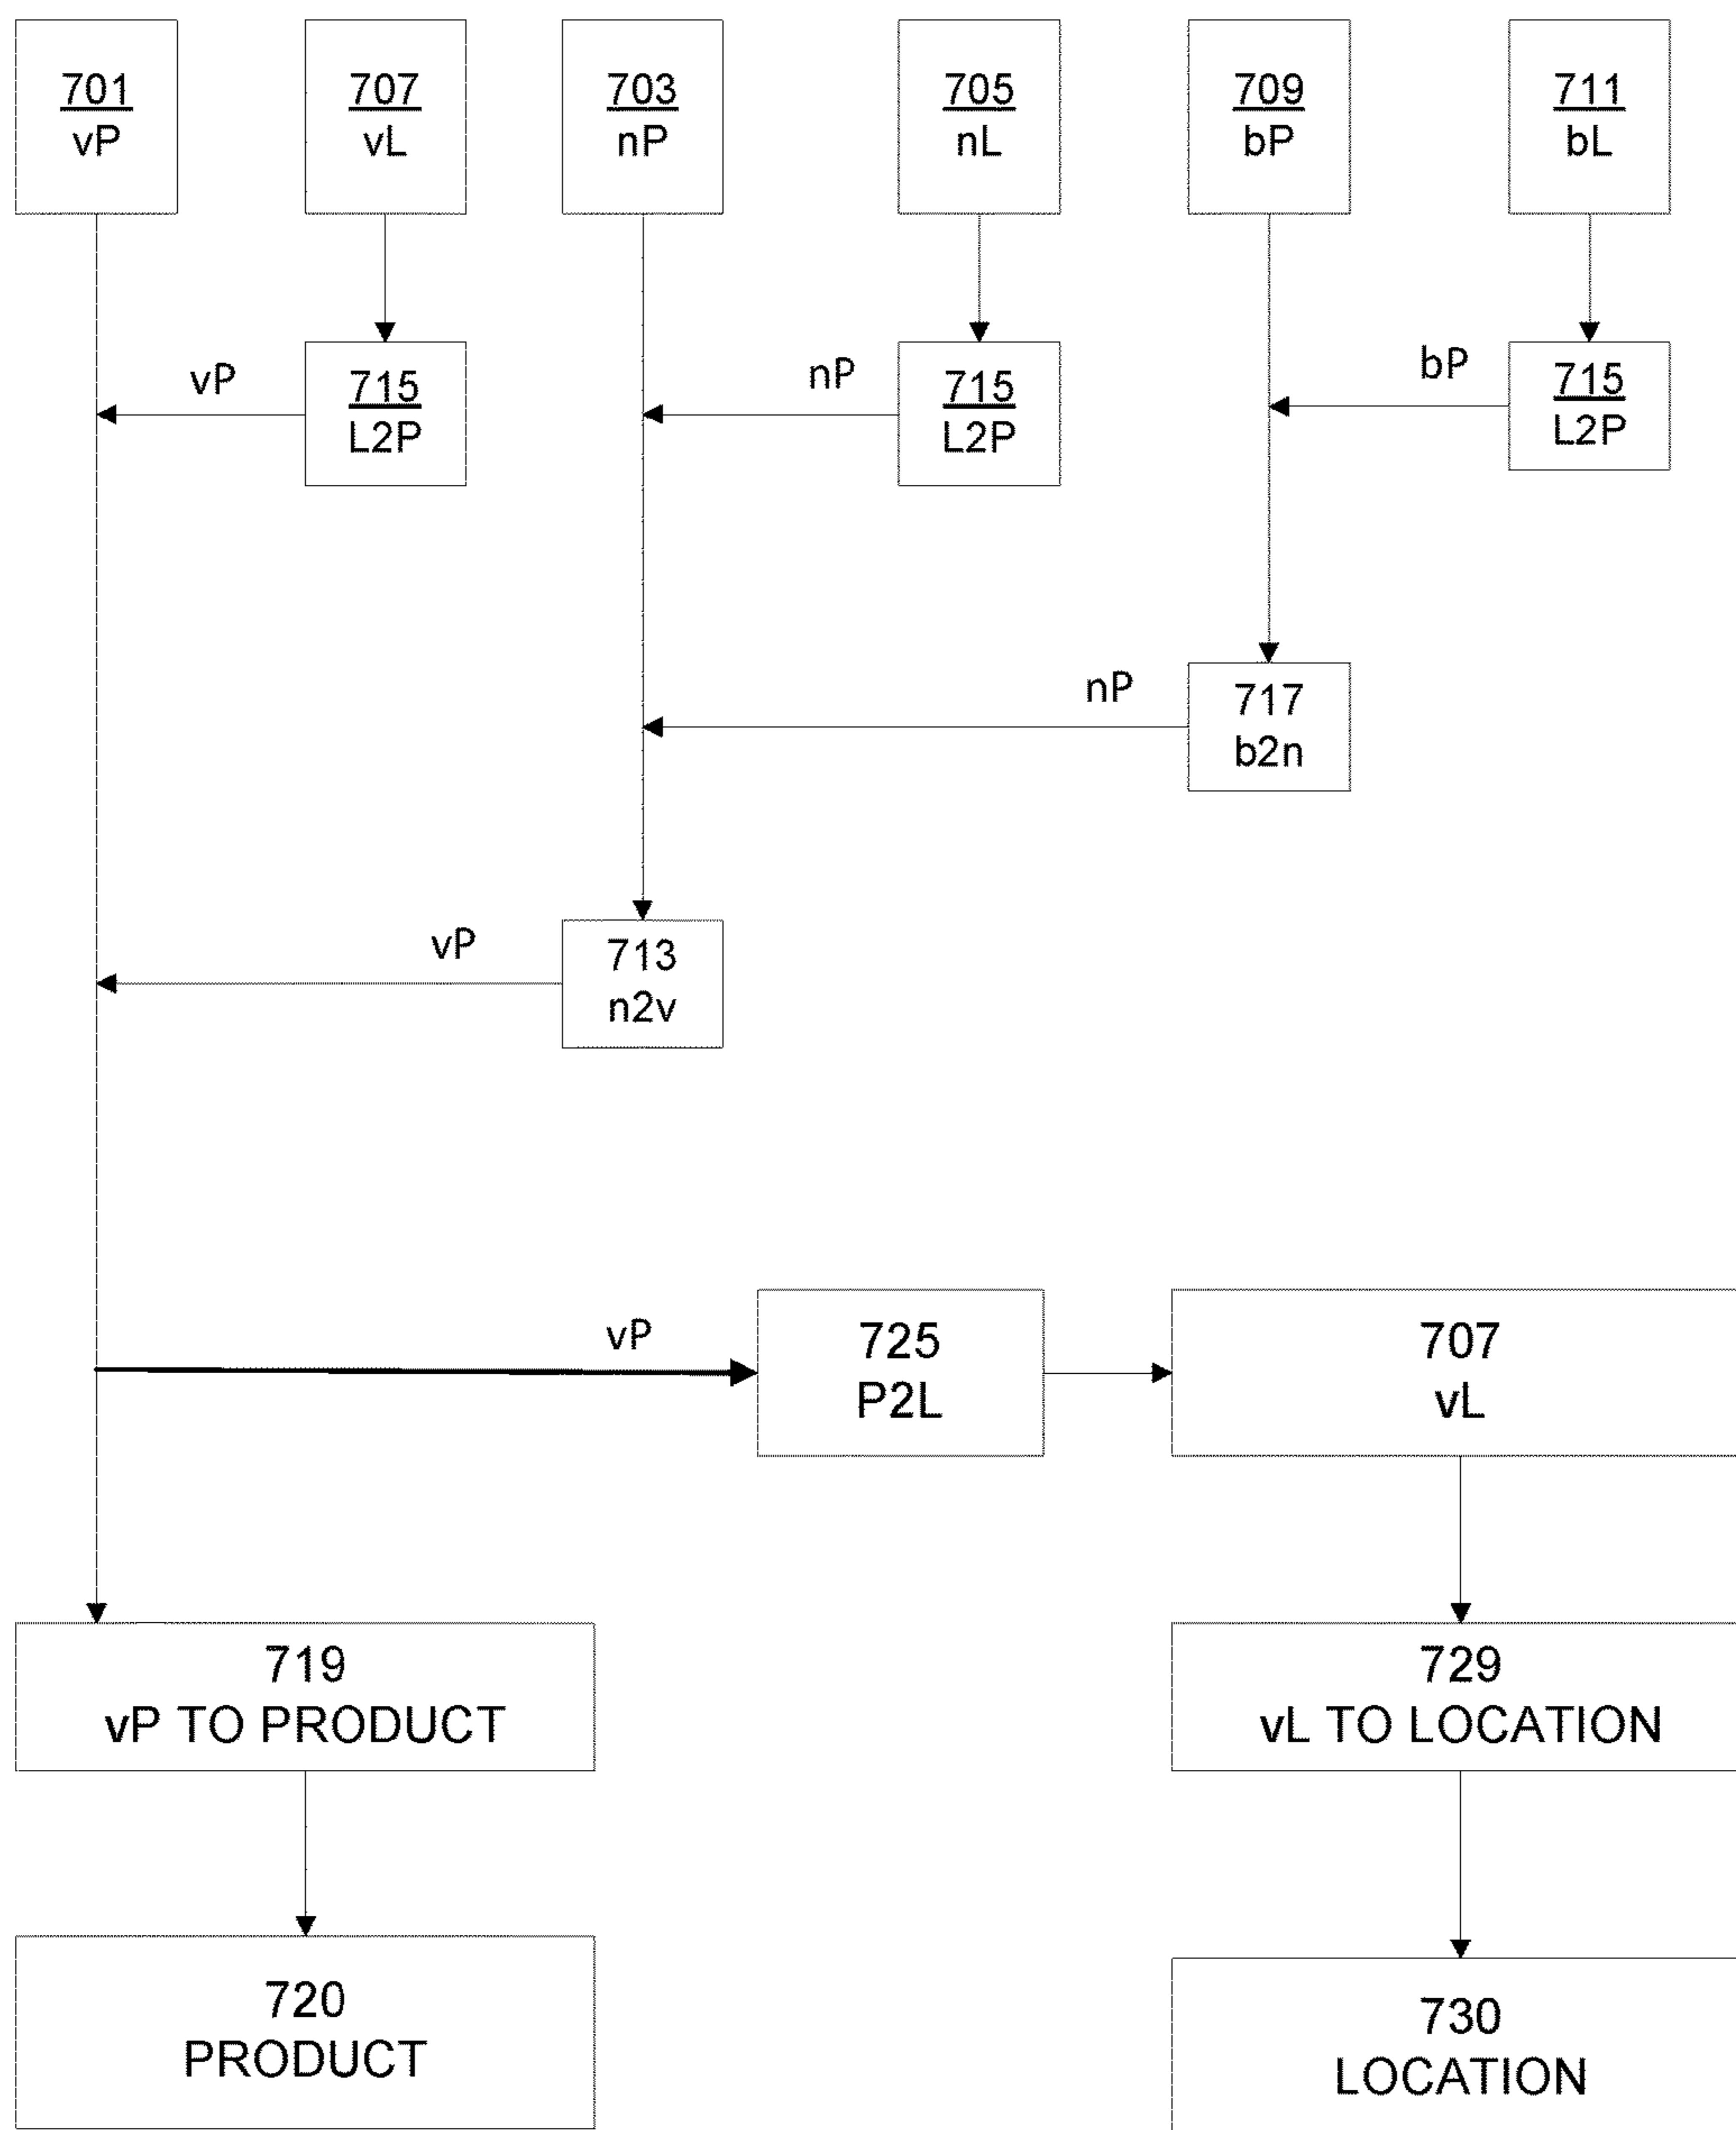 701
vP
707
vL
703
nP
705
nL
709
bP
711
bL
vP
715
L2P
nP
715
L2P
bP
715
L2P
nP
717
b2n
vP
713
n2v
vP
725
P2L
707
vL
719
vP TO PRODUCT
729
vL TO LOCATION
720
PRODUCT
730
LOCATION